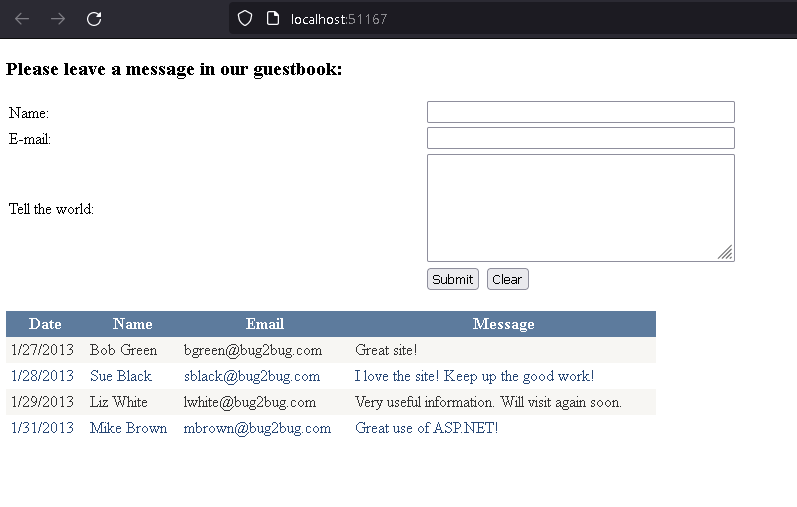 localhost:51167
Please leave a message in our guestbook:
Name:
E-mail:
Tell the world:
Submit Clear
Date Name Email Message
1/27/2013 Bob Green bgreen@bug2bug.com Great site!
1/28/2013 Sue Black sblack@bug2bug.com I love the site! Keep up the good work!
1/29/2013 Liz White lwhite@bug2bug.com Very useful information. Will visit again soon.
1/31/2013 Mike Brown mbrown@bug2bug.com Great use of ASP.NET!